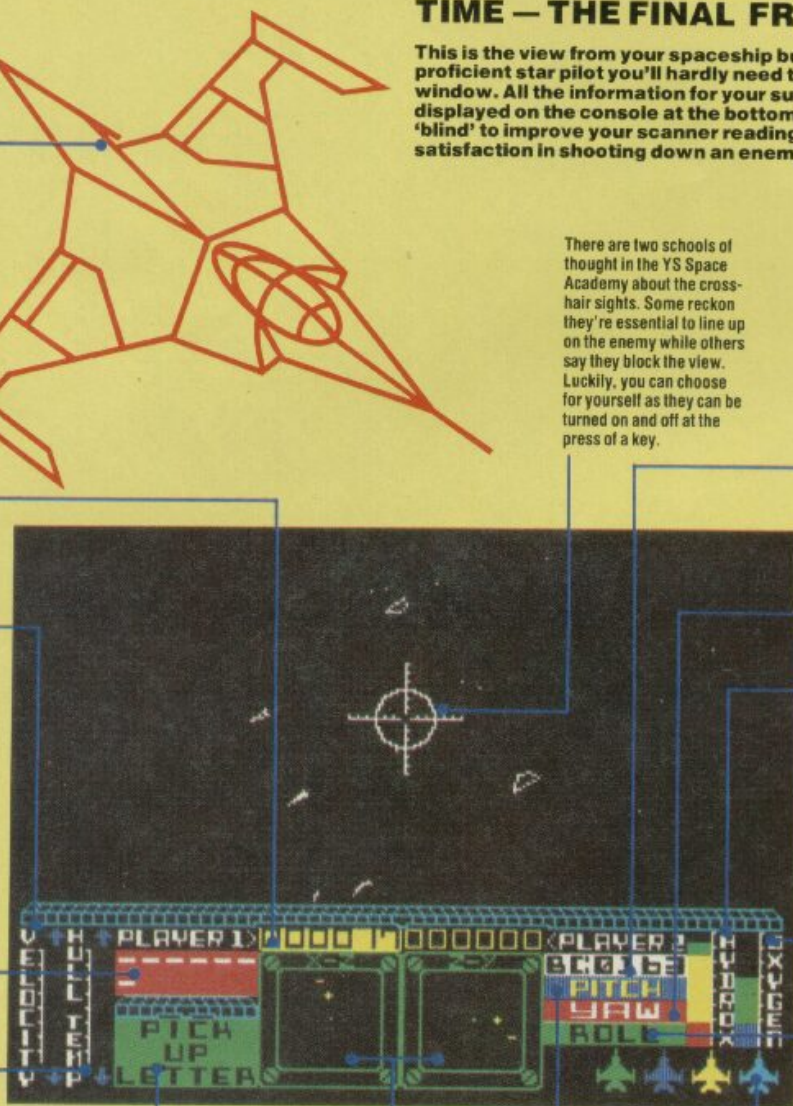 TIME — THE FINAL FR
This is the view from your spaceship bu
proficient star pilot you'll hardly need t
window. All the information for your su
displayed on the console at the bottom
'blind' to improve your scanner reading
satisfaction in shooting down an enem
There are two schools of
thought in the YS Space
Academy about the cross-
hair sights. Some reckon
they're essential to line up
on the enemy while others
say they block the view.
Luckily, you can choose
for yourself as they can be
turned on and off at the
press of a key.
VELOCITY
HULL TEMP
PLAYER 1>
PICK
UP
LETTER
000000
<PLAYER 2
PITCH
YAW
ROLL
HYDROX
OXYGEN